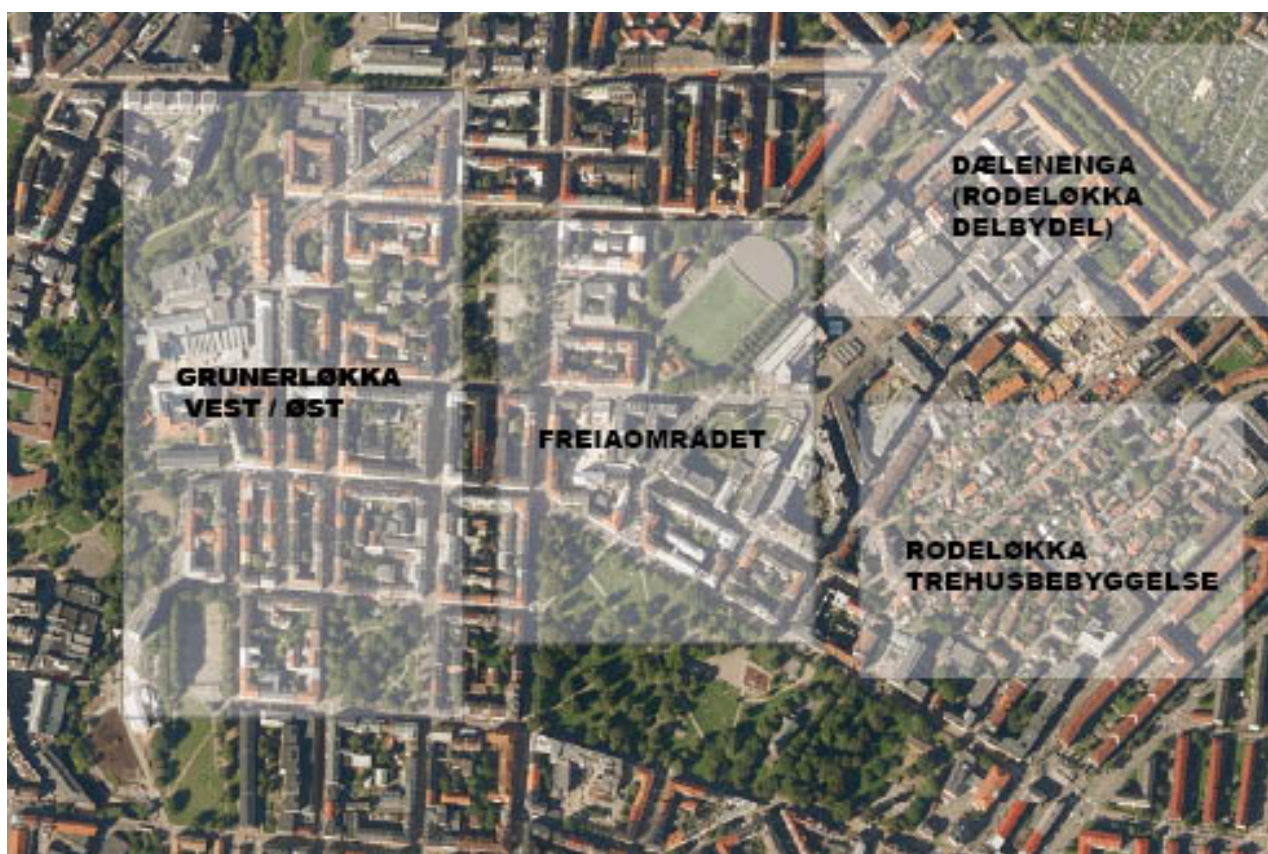 GRUNERLØKKA
VEST / ØST
FREIAOMRÅDET
DÆLENENGA
(RODELØKKA
DELBYDEL)
RODELØKKA
TREHUSBEBYGGELSE